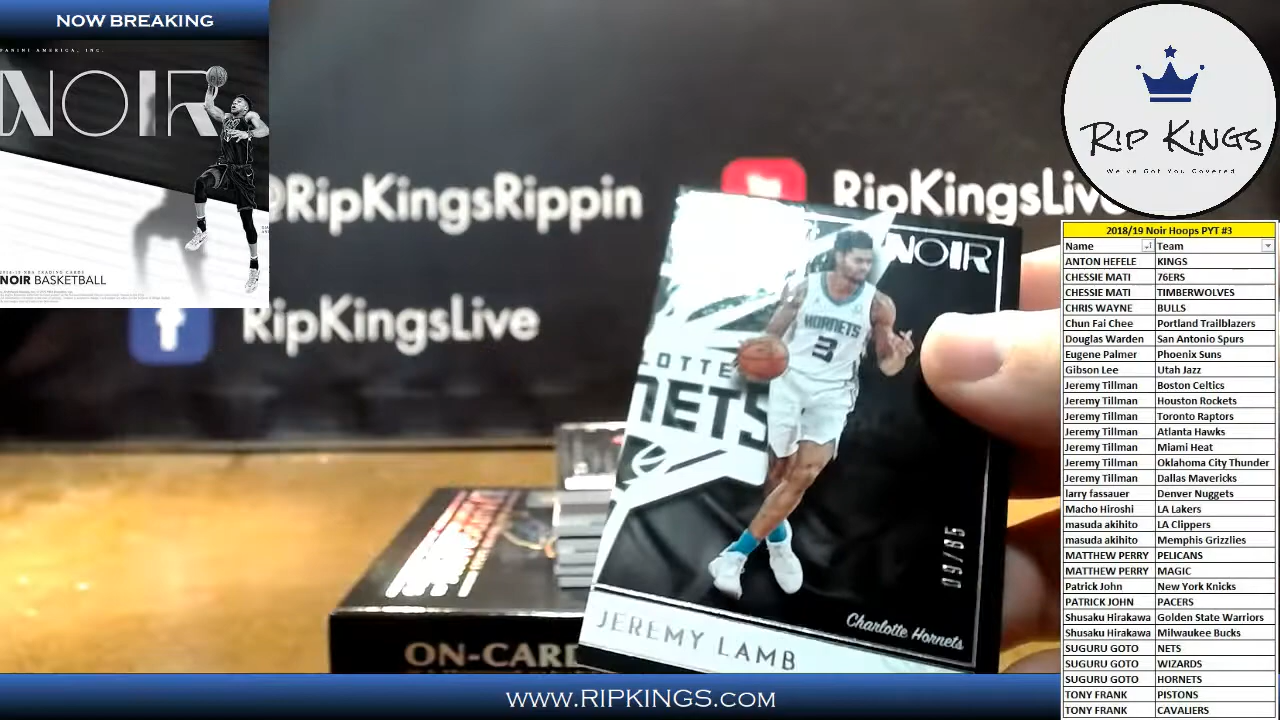 NOW BREAKING
PANINI AMERICA, INC.
NOIR
2018-19 NBA TRADING CARDS
NOIR BASKETBALL
@RipKingsRippin
RipKingsLive
RipKingsLive
RIP KINGS
We've Got You Covered
NOIR
HORNETS
3
LOTTE
NETS
09/85
Charlotte Hornets
JEREMY LAMB
ON-CARD
WWW.RIPKINGS.COM
2018/19 Noir Hoops PYT #3
Name Team
ANTON HEFELE KINGS
CHESSIE MATI 76ERS
CHESSIE MATI TIMBERWOLVES
CHRIS WAYNE BULLS
Chun Fai Chee Portland Trailblazers
Douglas Warden San Antonio Spurs
Eugene Palmer Phoenix Suns
Gibson Lee Utah Jazz
Jeremy Tillman Boston Celtics
Jeremy Tillman Houston Rockets
Jeremy Tillman Toronto Raptors
Jeremy Tillman Atlanta Hawks
Jeremy Tillman Miami Heat
Jeremy Tillman Oklahoma City Thunder
Jeremy Tillman Dallas Mavericks
larry fassauer Denver Nuggets
Macho Hiroshi LA Lakers
masuda akihito LA Clippers
masuda akihito Memphis Grizzlies
MATTHEW PERRY PELICANS
MATTHEW PERRY MAGIC
Patrick John New York Knicks
PATRICK JOHN PACERS
Shusaku Hirakawa Golden State Warriors
Shusaku Hirakawa Milwaukee Bucks
SUGURU GOTO NETS
SUGURU GOTO WIZARDS
SUGURU GOTO HORNETS
TONY FRANK PISTONS
TONY FRANK CAVALIERS